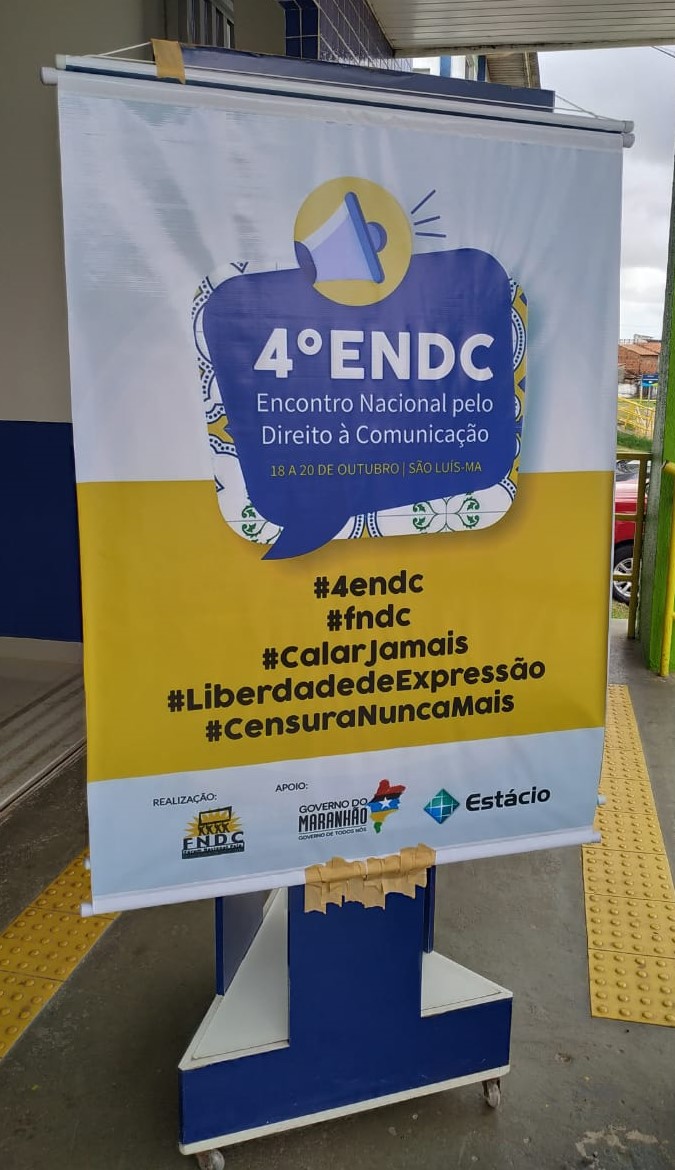 4º ENDC
Encontro Nacional pelo
Direito à Comunicação
18 A 20 DE OUTUBRO | SÃO LUÍS-MA
#4endc
#fndc
#CalarJamais
#LiberdadedeExpressão
#CensuraNuncaMais
REALIZAÇÃO:
FNDC
APOIO:
GOVERNO DO
MARANHÃO
GOVERNO DE TODOS NÓS
Estácio